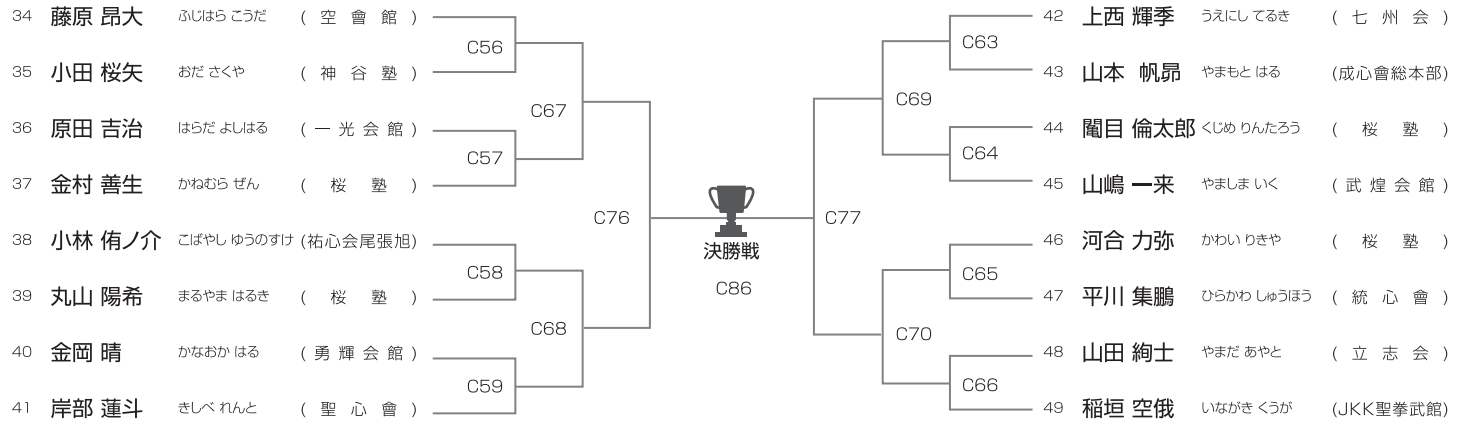 34 藤原 昂大 ふじはら こうだ (空會館)
C56
35 小田 桜矢 おだ さくや (神谷塾)
C67
36 原田 吉治 はらだ よしはる (一光会館)
C57
37 金村 善生 かねむら ぜん (桜塾)
C76
38 小林 侑ノ介 こばやし ゆうのすけ (祐心会尾張旭)
C58
39 丸山 陽希 まるやま はるき (桜塾)
C68
40 金岡 晴 かなおか はる (勇輝会館)
C59
41 岸部 蓮斗 きしべ れんと (聖心會)
決勝戦
C86
42 上西 輝季 うえにし てるき (七州会)
C63
43 山本 帆昴 やまもと はる (成心會総本部)
C69
44 闍目 倫太郎 くじめ りんたろう (桜塾)
C64
45 山嶋 一来 やましま いく (武煌会館)
C77
46 河合 力弥 かわい りきや (桜塾)
C65
47 平川 集鵬 ひらかわ しゅうほう (統心會)
C70
48 山田 絢士 やまだ あやと (立志会)
C66
49 稲垣 空俄 いながき くうが (JKK聖拳武館)